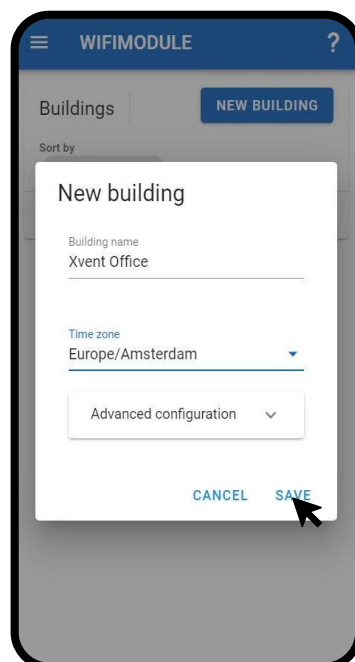 WIFIMODULE ?
Buildings NEW BUILDING
Sort by
New building
Building name
Xvent Office
Time zone
Europe/Amsterdam
Advanced configuration
CANCEL SAVE